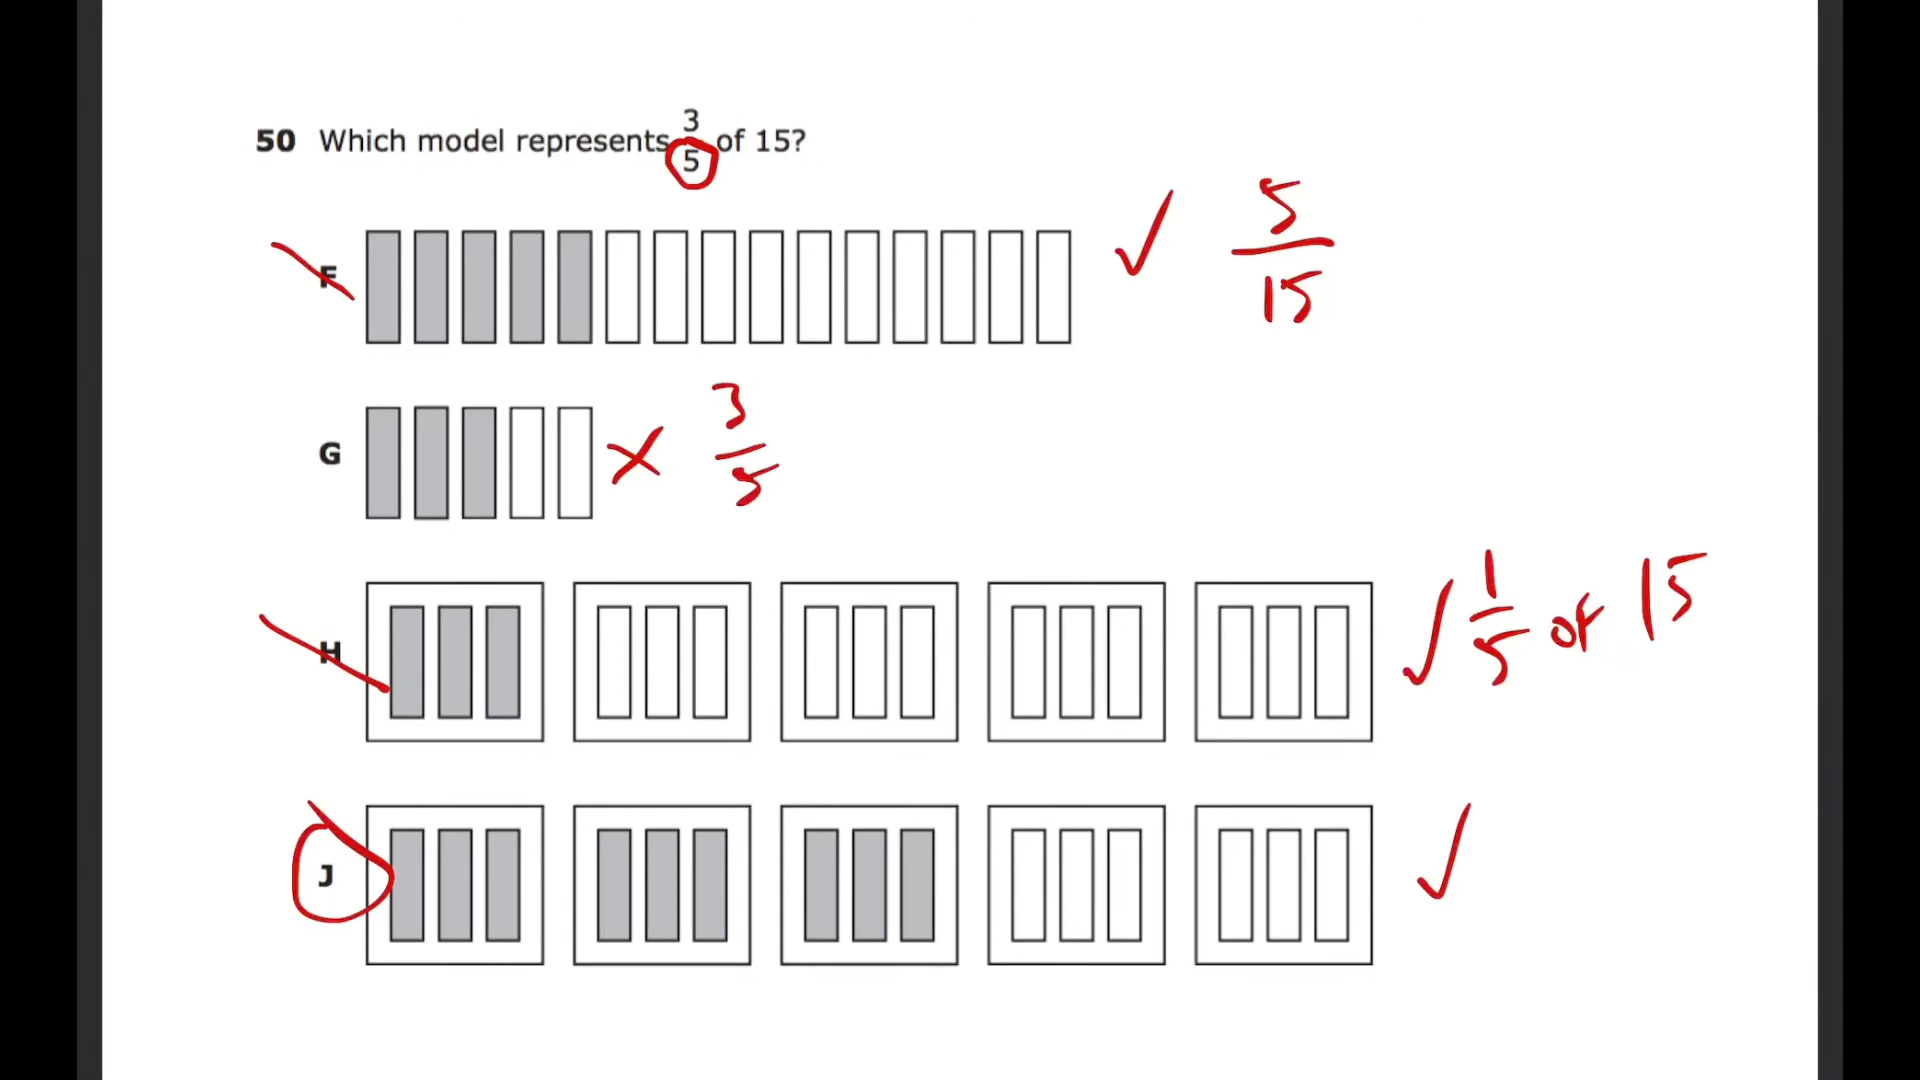 50 Which model represents 3/5 of 15?
F
5/15
G
3/5
H
1/5 of 15
J